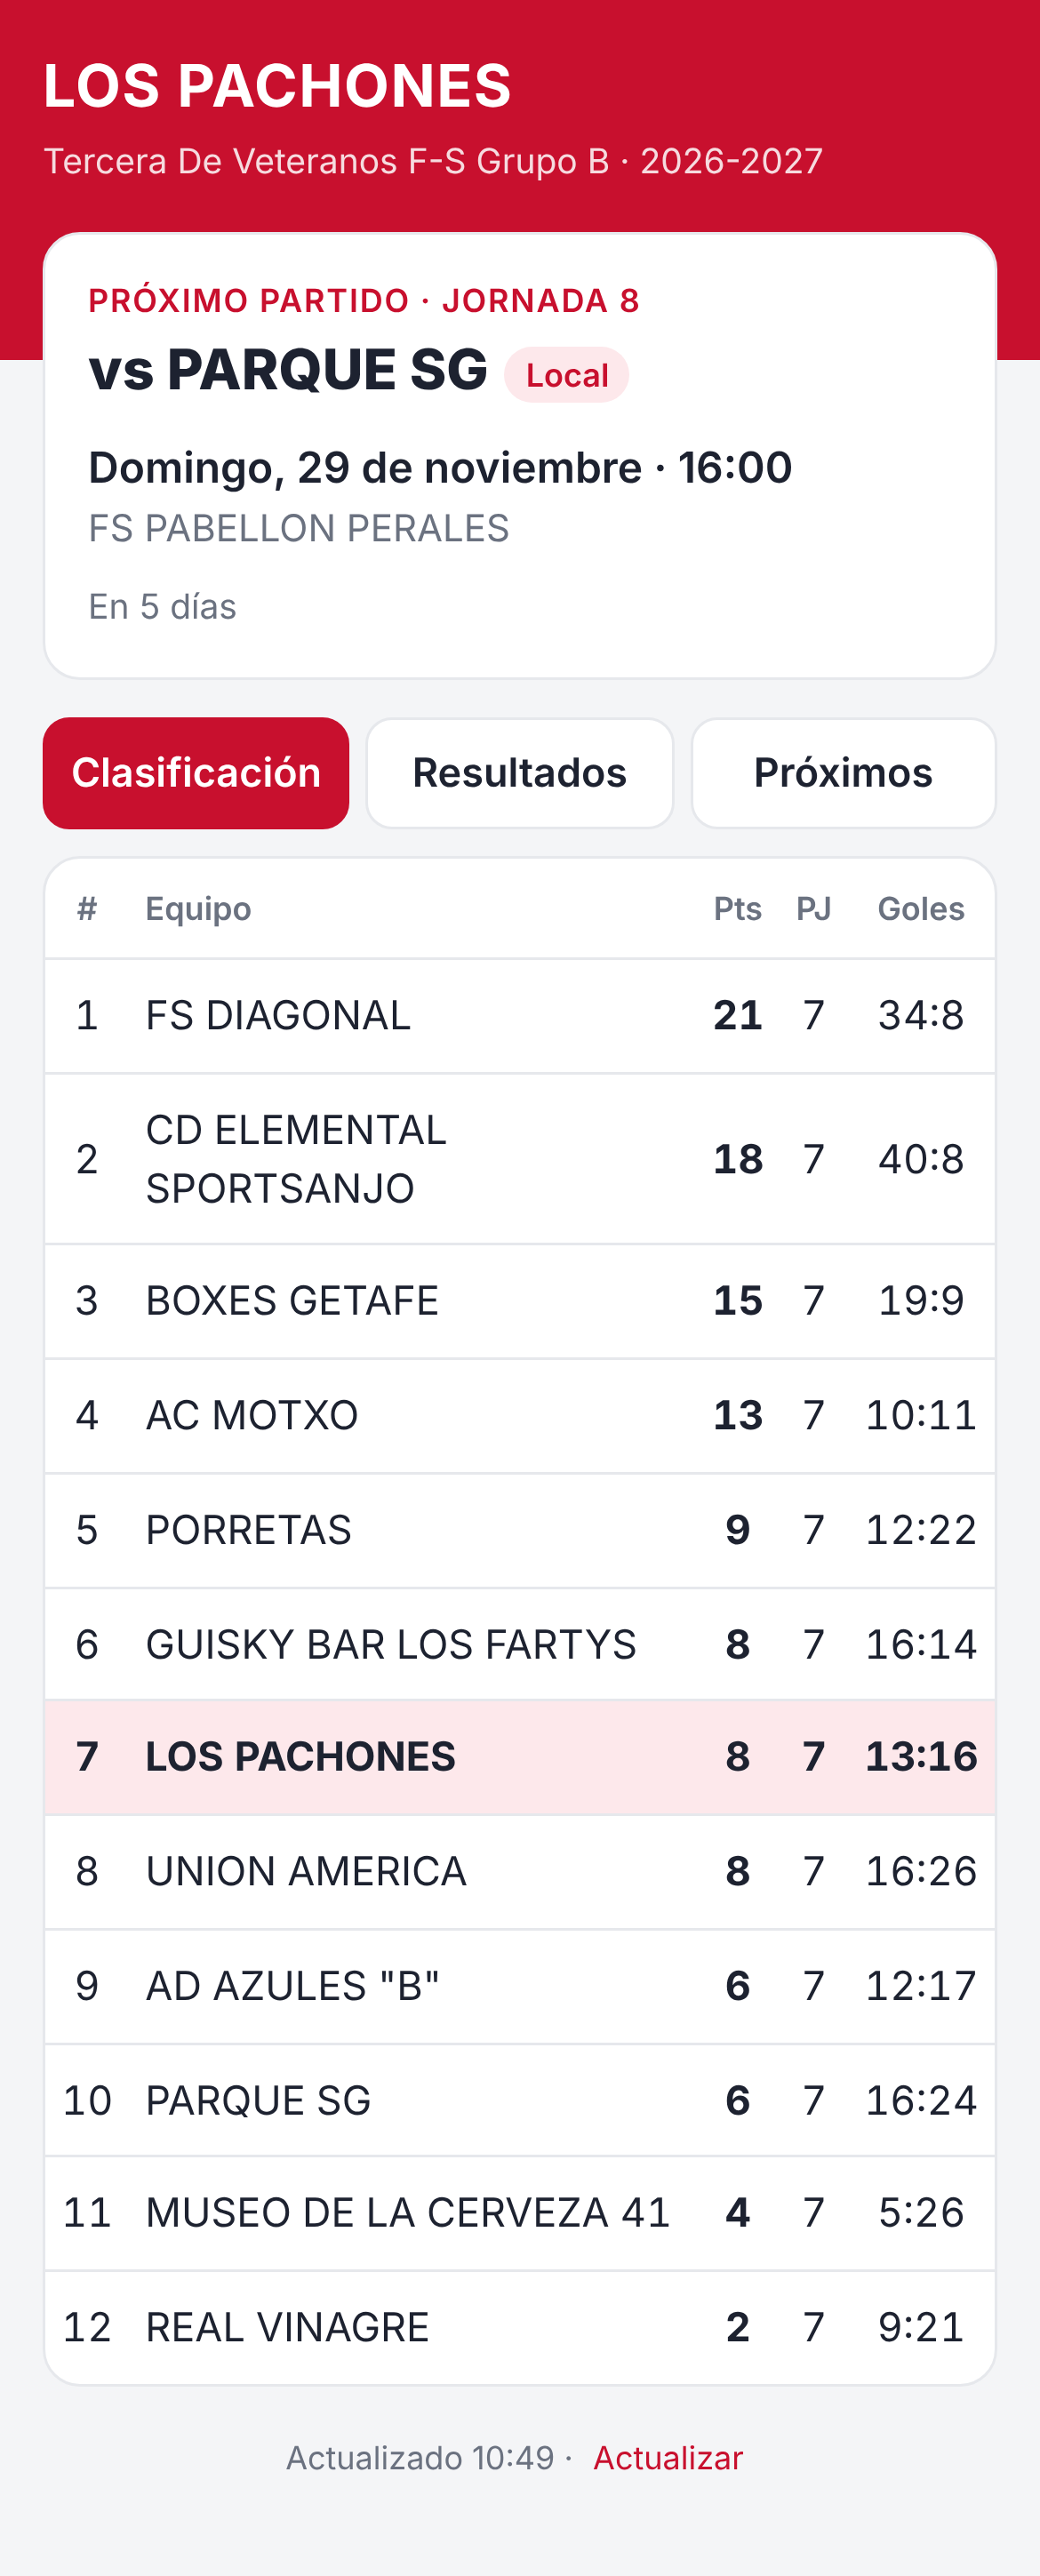 LOS PACHONES
Tercera De Veteranos F-S Grupo B · 2026-2027
PRÓXIMO PARTIDO · JORNADA 8
vs PARQUE SG Local
Domingo, 29 de noviembre · 16:00
FS PABELLON PERALES
En 5 días
Clasificación Resultados Próximos
# Equipo Pts PJ Goles
1 FS DIAGONAL 21 7 34:8
2 CD ELEMENTAL SPORTSANJO 18 7 40:8
3 BOXES GETAFE 15 7 19:9
4 AC MOTXO 13 7 10:11
5 PORRETAS 9 7 12:22
6 GUISKY BAR LOS FARTYS 8 7 16:14
7 LOS PACHONES 8 7 13:16
8 UNION AMERICA 8 7 16:26
9 AD AZULES "B" 6 7 12:17
10 PARQUE SG 6 7 16:24
11 MUSEO DE LA CERVEZA 41 4 7 5:26
12 REAL VINAGRE 2 7 9:21
Actualizado 10:49 · Actualizar